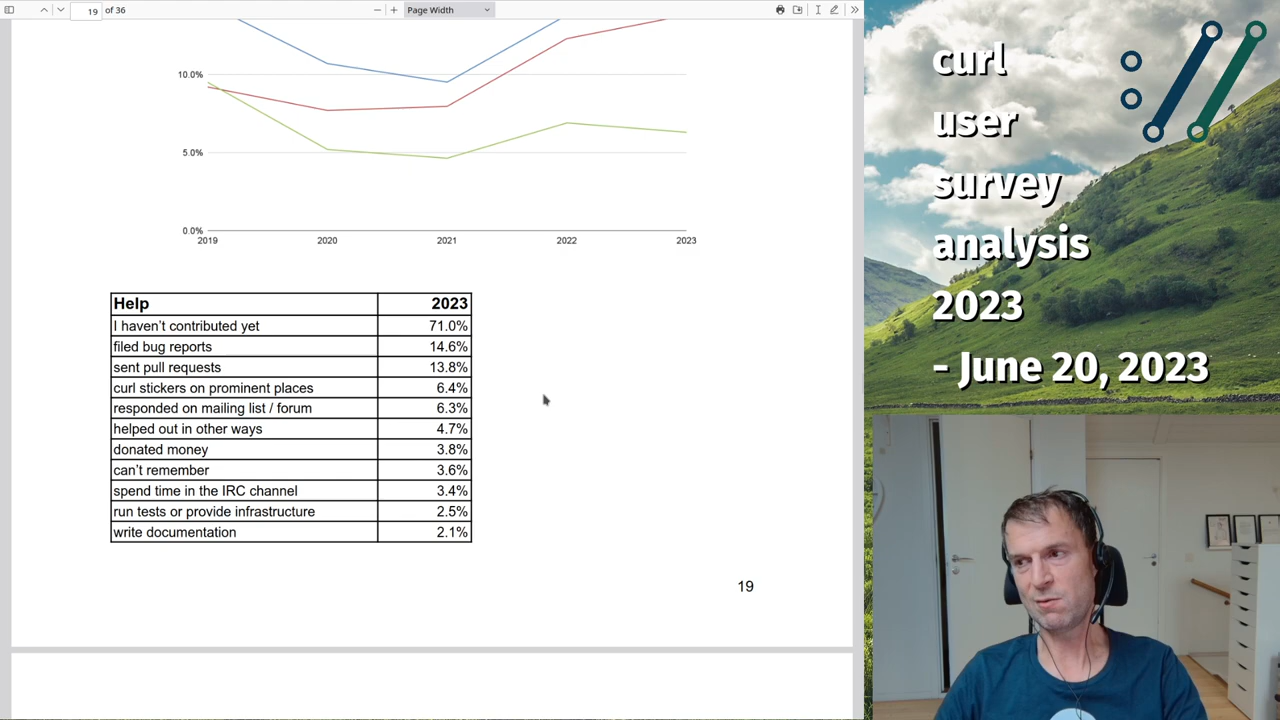 19 of 36
Page Width
10.0%
5.0%
0.0%
2019 2020 2021 2022 2023
Help 2023
I haven't contributed yet 71.0%
filed bug reports 14.6%
sent pull requests 13.8%
curl stickers on prominent places 6.4%
responded on mailing list / forum 6.3%
helped out in other ways 4.7%
donated money 3.8%
can't remember 3.6%
spend time in the IRC channel 3.4%
run tests or provide infrastructure 2.5%
write documentation 2.1%
19
curl
user
survey
analysis
2023
- June 20, 2023